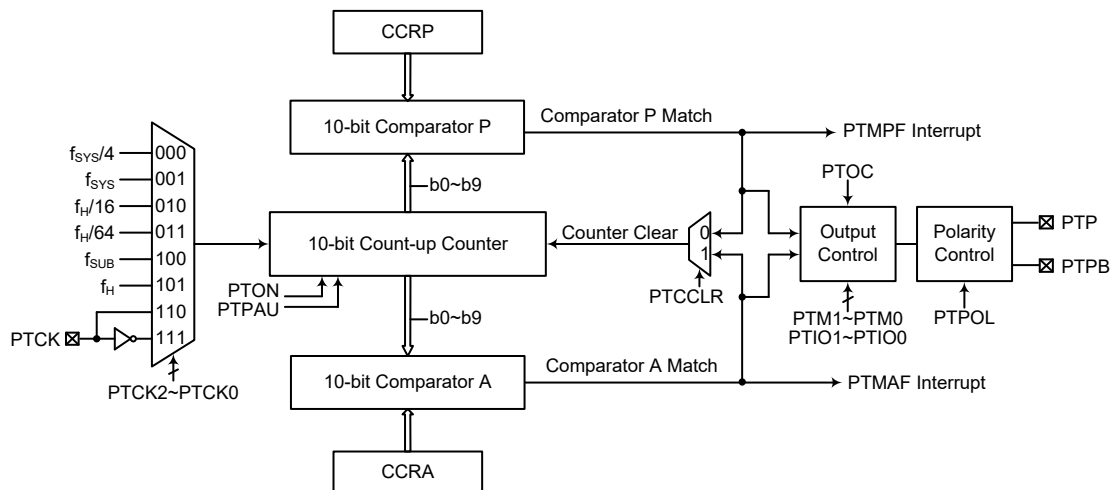 CCRP
10-bit Comparator P
Comparator P Match
PTMPF Interrupt
fSYS/4
000
fSYS
001
fH/16
010
fH/64
011
fSUB
100
fH
101
110
PTCK
111
PTCK2~PTCK0
b0~b9
10-bit Count-up Counter
PTON
PTPAU
b0~b9
Counter Clear
0
1
PTCCLR
PTOC
Output
Control
PTM1~PTM0
PTIO1~PTIO0
Polarity
Control
PTPOL
PTP
PTPB
10-bit Comparator A
Comparator A Match
PTMAF Interrupt
CCRA